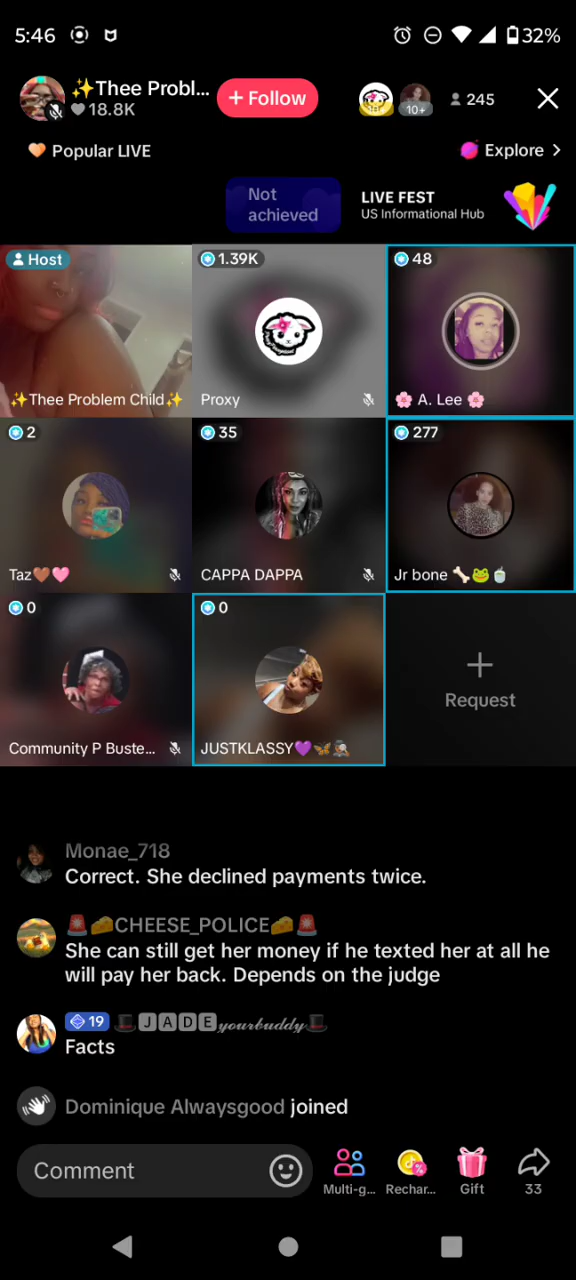 5:46
32%
✨Thee Probl...
18.8K
+ Follow
10+
245
Popular LIVE
Explore >
Not
achieved
LIVE FEST
US Informational Hub
Host
✨Thee Problem Child✨
1.39K
Proxy
48
🌸 A. Lee 🌸
2
Taz🤎🩷
35
CAPPA DAPPA
277
Jr bone 🦴🐸🍵
0
Community P Buste...
0
JUSTKLASSY💜🦋🕵🏽‍♀️
Request
Monae_718
Correct. She declined payments twice.
🚨🧀CHEESE_POLICE🧀🚨
She can still get her money if he texted her at all he
will pay her back. Depends on the judge
19 🎩🅹🅰🅳🅴𝔂𝓸𝓾𝓻𝓫𝓾𝓭𝓭𝔂🎩
Facts
Dominique Alwaysgood joined
Comment
Multi-g...
Rechar...
Gift
33